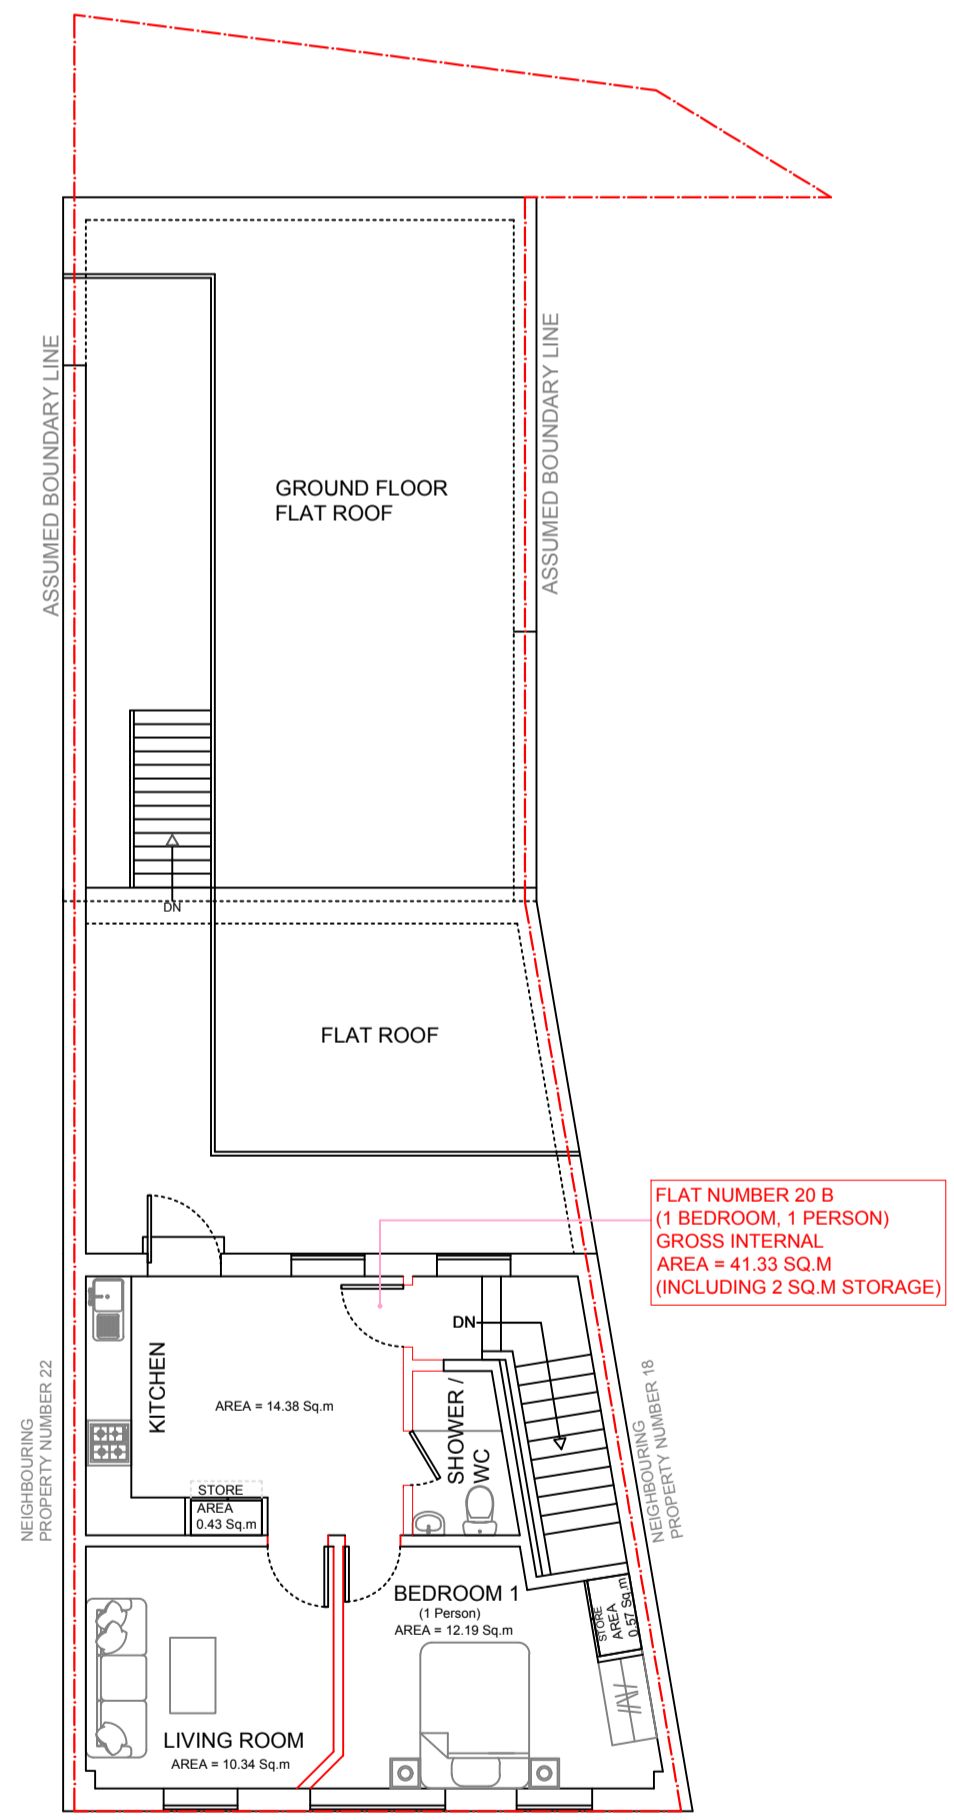 ASSUMED BOUNDARY LINE
ASSUMED BOUNDARY LINE
GROUND FLOOR
FLAT ROOF
DN
FLAT ROOF
FLAT NUMBER 20 B
(1 BEDROOM, 1 PERSON)
GROSS INTERNAL
AREA = 41.33 SQ.M
(INCLUDING 2 SQ.M STORAGE)
DN
KITCHEN
AREA = 14.38 Sq.m
SHOWER /
WC
NEIGHBOURING
PROPERTY NUMBER 22
NEIGHBOURING
PROPERTY NUMBER 18
STORE
AREA
0.43 Sq.m
BEDROOM 1
(1 Person)
AREA = 12.19 Sq.m
STORE
AREA
0.57 Sq.m
LIVING ROOM
AREA = 10.34 Sq.m